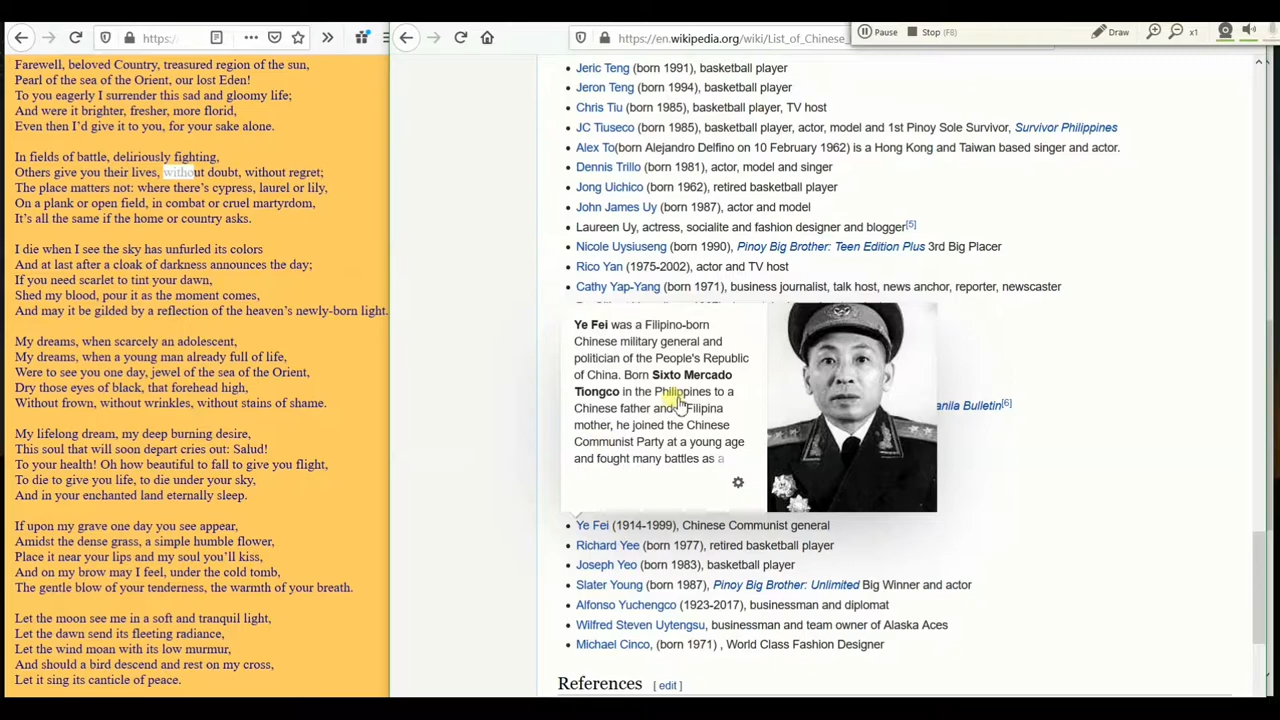 https:/
https://en.wikipedia.org/wiki/List_of_Chinese_
Pause
Stop (F8)
Draw
x1
Farewell, beloved Country, treasured region of the sun,
Pearl of the sea of the Orient, our lost Eden!
To you eagerly I surrender this sad and gloomy life;
And were it brighter, fresher, more florid,
Even then I'd give it to you, for your sake alone.
In fields of battle, deliriously fighting,
Others give you their lives, without doubt, without regret;
The place matters not: where there's cypress, laurel or lily,
On a plank or open field, in combat or cruel martyrdom,
It's all the same if the home or country asks.
I die when I see the sky has unfurled its colors
And at last after a cloak of darkness announces the day;
If you need scarlet to tint your dawn,
Shed my blood, pour it as the moment comes,
And may it be gilded by a reflection of the heaven's newly-born light.
My dreams, when scarcely an adolescent,
My dreams, when a young man already full of life,
Were to see you one day, jewel of the sea of the Orient,
Dry those eyes of black, that forehead high,
Without frown, without wrinkles, without stains of shame.
My lifelong dream, my deep burning desire,
This soul that will soon depart cries out: Salud!
To your health! Oh how beautiful to fall to give you flight,
To die to give you life, to die under your sky,
And in your enchanted land eternally sleep.
If upon my grave one day you see appear,
Amidst the dense grass, a simple humble flower,
Place it near your lips and my soul you'll kiss,
And on my brow may I feel, under the cold tomb,
The gentle blow of your tenderness, the warmth of your breath.
Let the moon see me in a soft and tranquil light,
Let the dawn send its fleeting radiance,
Let the wind moan with its low murmur,
And should a bird descend and rest on my cross,
Let it sing its canticle of peace.
Jeric Teng (born 1991), basketball player
Jeron Teng (born 1994), basketball player
Chris Tiu (born 1985), basketball player, TV host
JC Tiuseco (born 1985), basketball player, actor, model and 1st Pinoy Sole Survivor, Survivor Philippines
Alex To(born Alejandro Delfino on 10 February 1962) is a Hong Kong and Taiwan based singer and actor.
Dennis Trillo (born 1981), actor, model and singer
Jong Uichico (born 1962), retired basketball player
John James Uy (born 1987), actor and model
Laureen Uy, actress, socialite and fashion designer and blogger[5]
Nicole Uysiuseng (born 1990), Pinoy Big Brother: Teen Edition Plus 3rd Big Placer
Rico Yan (1975-2002), actor and TV host
Cathy Yap-Yang (born 1971), business journalist, talk host, news anchor, reporter, newscaster
Ye Fei was a Filipino-born
Chinese military general and
politician of the People's Republic
of China. Born Sixto Mercado
Tiongco in the Philippines to a
Chinese father and Filipina
mother, he joined the Chinese
Communist Party at a young age
and fought many battles as a
anila Bulletin[6]
Ye Fei (1914-1999), Chinese Communist general
Richard Yee (born 1977), retired basketball player
Joseph Yeo (born 1983), basketball player
Slater Young (born 1987), Pinoy Big Brother: Unlimited Big Winner and actor
Alfonso Yuchengco (1923-2017), businessman and diplomat
Wilfred Steven Uytengsu, businessman and team owner of Alaska Aces
Michael Cinco, (born 1971) , World Class Fashion Designer
References [ edit ]